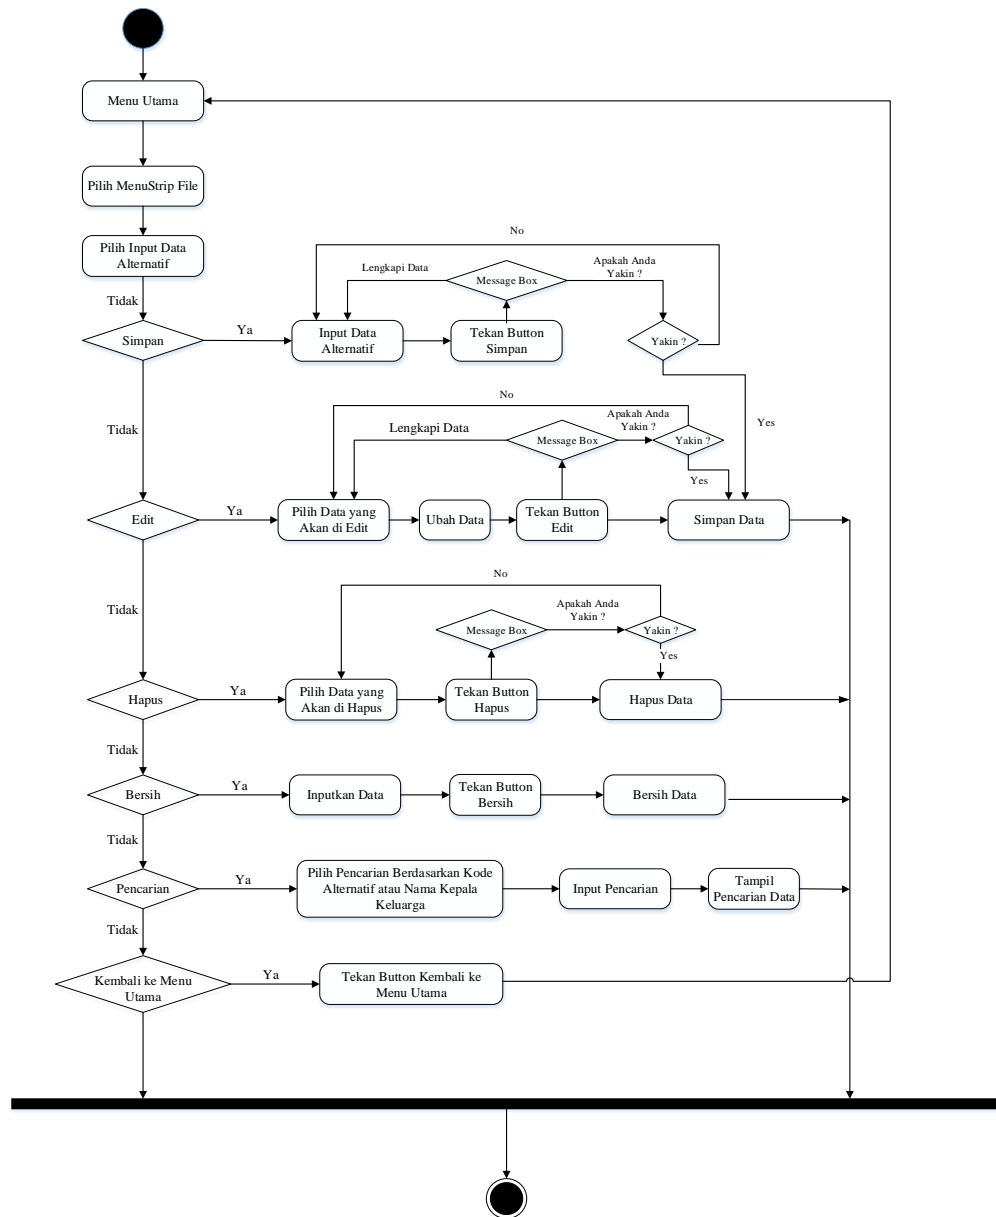 Menu Utama
Pilih MenuStrip File
Pilih Input Data
Alternatif
Tidak
No
Lengkapi Data
Message Box
Apakah Anda
Yakin ?
Simpan
Ya
Input Data
Alternatif
Tekan Button
Simpan
Yakin ?
Tidak
No
Lengkapi Data
Message Box
Apakah Anda
Yakin ?
Yakin ?
Yes
Yes
Edit
Ya
Pilih Data yang
Akan di Edit
Ubah Data
Tekan Button
Edit
Simpan Data
Tidak
No
Message Box
Apakah Anda
Yakin ?
Yakin ?
Yes
Hapus
Ya
Pilih Data yang
Akan di Hapus
Tekan Button
Hapus
Hapus Data
Tidak
Bersih
Ya
Inputkan Data
Tekan Button
Bersih
Bersih Data
Tidak
Pencarian
Ya
Pilih Pencarian Berdasarkan Kode
Alternatif atau Nama Kepala
Keluarga
Input Pencarian
Tampil
Pencarian Data
Tidak
Kembali ke Menu
Utama
Ya
Tekan Button Kembali ke
Menu Utama